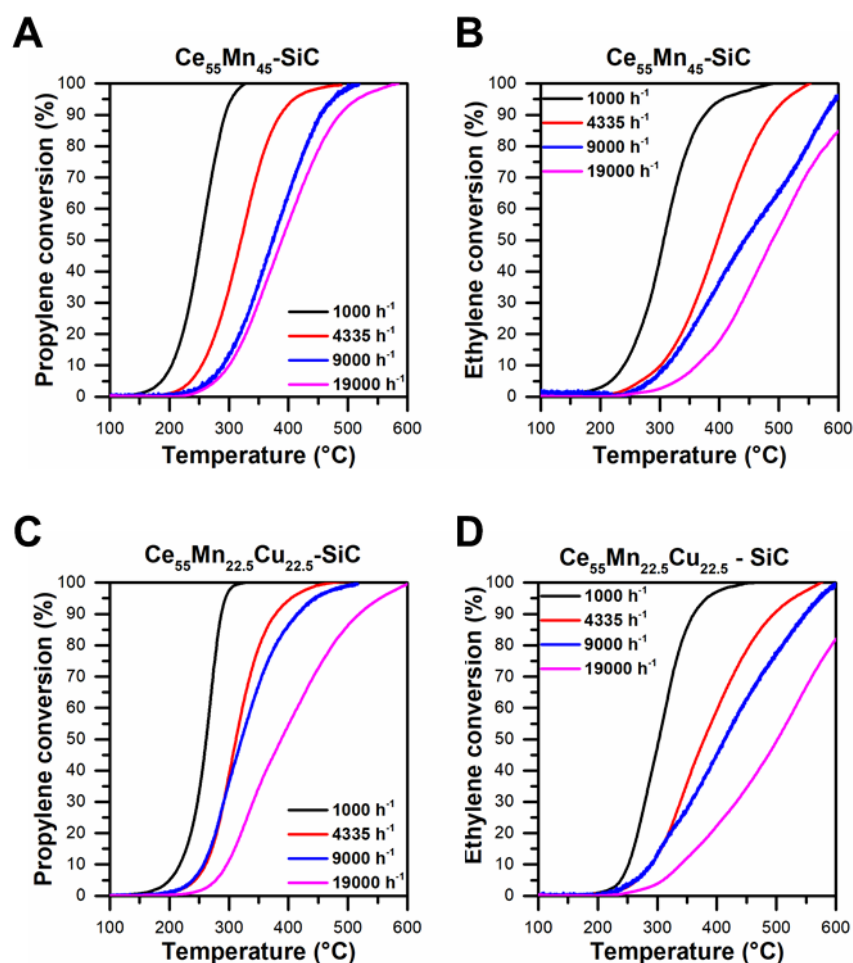 A
Ce₅₅Mn₄₅-SiC
Propylene conversion (%)
100
90
80
70
60
50
40
30
20
10
0
1000 h⁻¹
4335 h⁻¹
9000 h⁻¹
19000 h⁻¹
100 200 300 400 500 600
Temperature (°C)
B
Ce₅₅Mn₄₅-SiC
Ethylene conversion (%)
100
90
80
70
60
50
40
30
20
10
0
1000 h⁻¹
4335 h⁻¹
9000 h⁻¹
19000 h⁻¹
100 200 300 400 500 600
Temperature (°C)
C
Ce₅₅Mn₂₂.₅Cu₂₂.₅-SiC
Propylene conversion (%)
100
90
80
70
60
50
40
30
20
10
0
1000 h⁻¹
4335 h⁻¹
9000 h⁻¹
19000 h⁻¹
100 200 300 400 500 600
Temperature (°C)
D
Ce₅₅Mn₂₂.₅Cu₂₂.₅ - SiC
Ethylene conversion (%)
100
90
80
70
60
50
40
30
20
10
0
1000 h⁻¹
4335 h⁻¹
9000 h⁻¹
19000 h⁻¹
100 200 300 400 500 600
Temperature (°C)